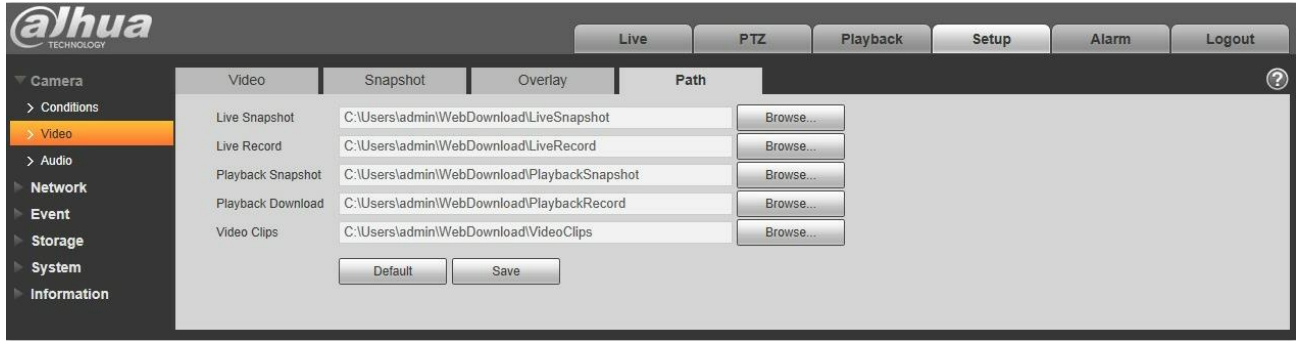 alhua
TECHNOLOGY
Live PTZ Playback Setup Alarm Logout
Camera
Conditions
Video
Audio
Network
Event
Storage
System
Information
Video Snapshot Overlay Path
?
Live Snapshot C:\Users\admin\WebDownload\LiveSnapshot Browse...
Live Record C:\Users\admin\WebDownload\LiveRecord Browse...
Playback Snapshot C:\Users\admin\WebDownload\PlaybackSnapshot Browse...
Playback Download C:\Users\admin\WebDownload\PlaybackRecord Browse...
Video Clips C:\Users\admin\WebDownload\VideoClips Browse...
Default Save